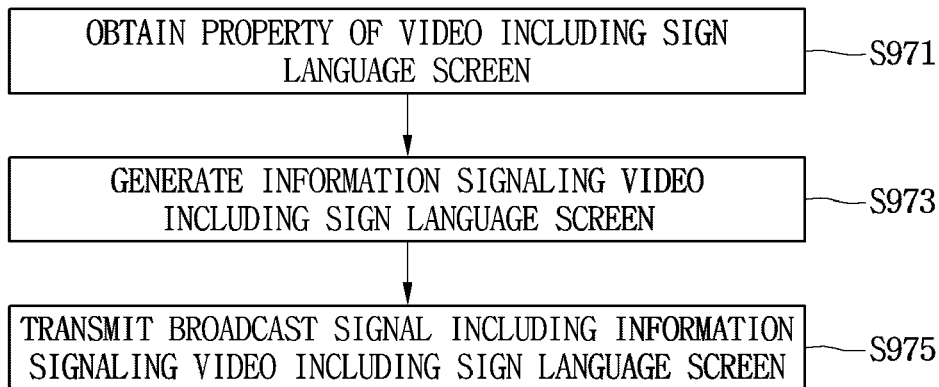 OBTAIN PROPERTY OF VIDEO INCLUDING SIGN
LANGUAGE SCREEN
S971
GENERATE INFORMATION SIGNALING VIDEO
INCLUDING SIGN LANGUAGE SCREEN
S973
TRANSMIT BROADCAST SIGNAL INCLUDING INFORMATION
SIGNALING VIDEO INCLUDING SIGN LANGUAGE SCREEN
S975